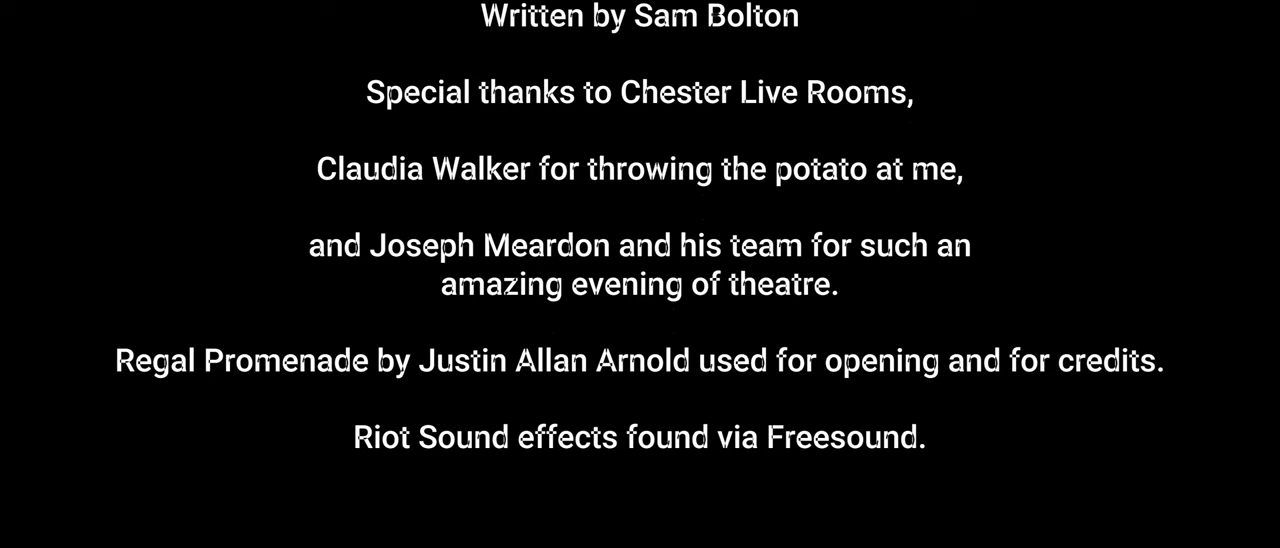 Written by Sam Bolton
Special thanks to Chester Live Rooms,
Claudia Walker for throwing the potato at me,
and Joseph Meardon and his team for such an
amazing evening of theatre.
Regal Promenade by Justin Allan Arnold used for opening and for credits.
Riot Sound effects found via Freesound.